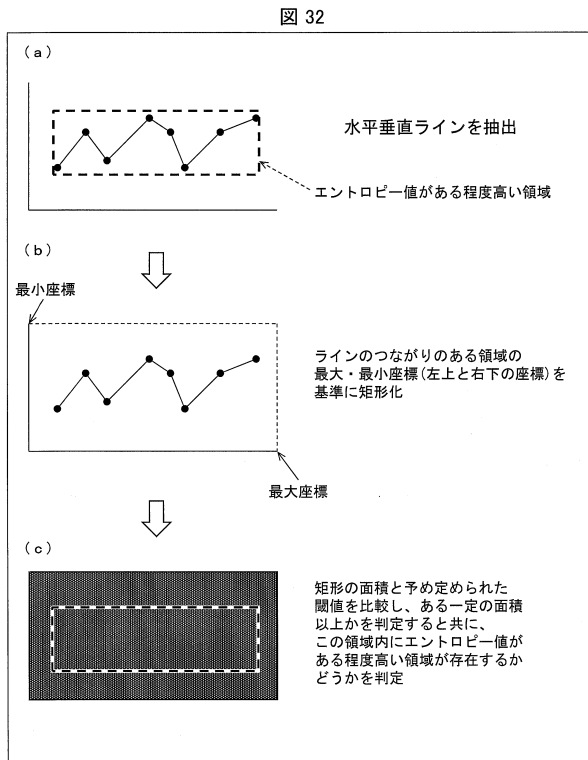 図 32
(a)
水平垂直ラインを抽出
エントロピー値がある程度高い領域
(b)
最小座標
ラインのつながりのある領域の
最大・最小座標(左上と右下の座標)を
基準に矩形化
最大座標
(c)
矩形の面積と予め定められた
閾値を比較し、ある一定の面積
以上かを判定すると共に、
この領域内にエントロピー値が
ある程度高い領域が存在するか
どうかを判定